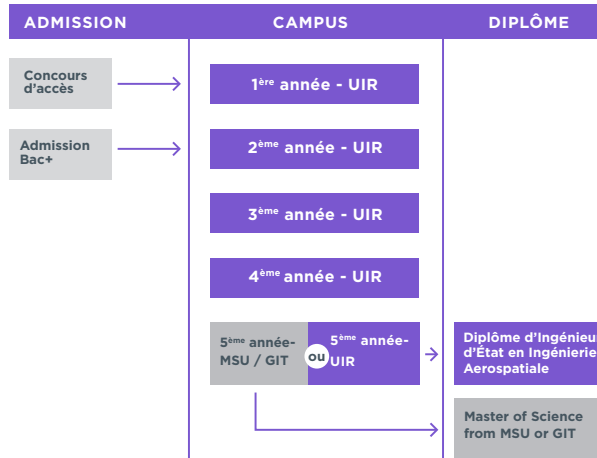 ADMISSION CAMPUS DIPLÔME
Concours
d'accès
1ère année - UIR
Admission
Bac+
2ème année - UIR
3ème année - UIR
4ème année - UIR
5ème année-
MSU / GIT
ou
5ème année-
UIR
Diplôme d'Ingénieur
d'État en Ingénierie
Aerospatiale
Master of Science
from MSU or GIT